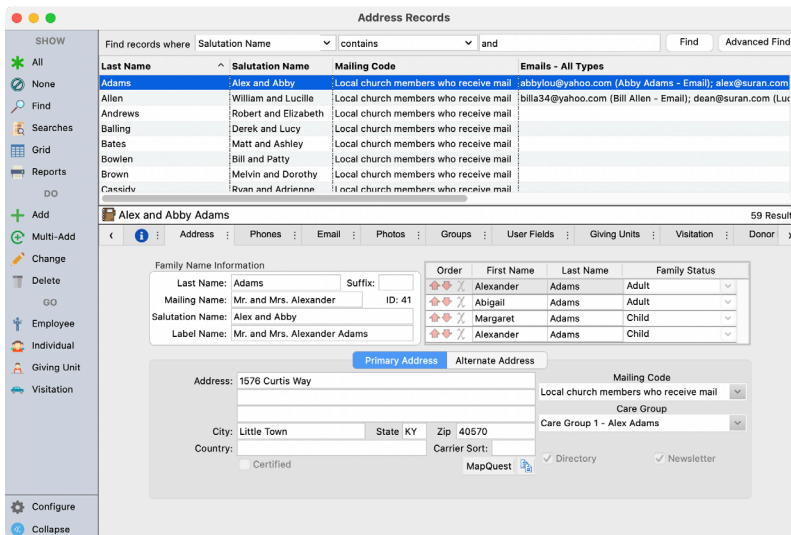 Address Records
SHOW
All
None
Find
Searches
Grid
Reports
DO
Add
Multi-Add
Change
Delete
GO
Employee
Individual
Giving Unit
Visitation
Configure
Collapse
Find records where Salutation Name contains and Find Advanced Find
Last Name Salutation Name Mailing Code Emails - All Types
Adams Alex and Abby Local church members who receive mail abbylou@yahoo.com (Abby Adams - Email); alex@suran.com
Allen William and Lucille Local church members who receive mail billa34@yahoo.com (Bill Allen - Email); dean@suran.com (Luc
Andrews Robert and Elizabeth Local church members who receive mail
Balling Derek and Lucy Local church members who receive mail
Bates Matt and Ashley Local church members who receive mail
Bowlen Bill and Patty Local church members who receive mail
Brown Melvin and Dorothy Local church members who receive mail
Cassidy Ryan and Adrienne Local church members who receive mail
Alex and Abby Adams 59 Result
Address Phones Email Photos Groups User Fields Giving Units Visitation Donor
Family Name Information
Last Name: Adams Suffix:
Mailing Name: Mr. and Mrs. Alexander ID: 41
Salutation Name: Alex and Abby
Label Name: Mr. and Mrs. Alexander Adams
Order First Name Last Name Family Status
Alexander Adams Adult
Abigail Adams Adult
Margaret Adams Child
Alexander Adams Child
Primary Address Alternate Address
Address: 1576 Curtis Way
City: Little Town State KY Zip 40570
Country: Carrier Sort:
Certified MapQuest
Mailing Code
Local church members who receive mail
Care Group
Care Group 1 - Alex Adams
Directory Newsletter